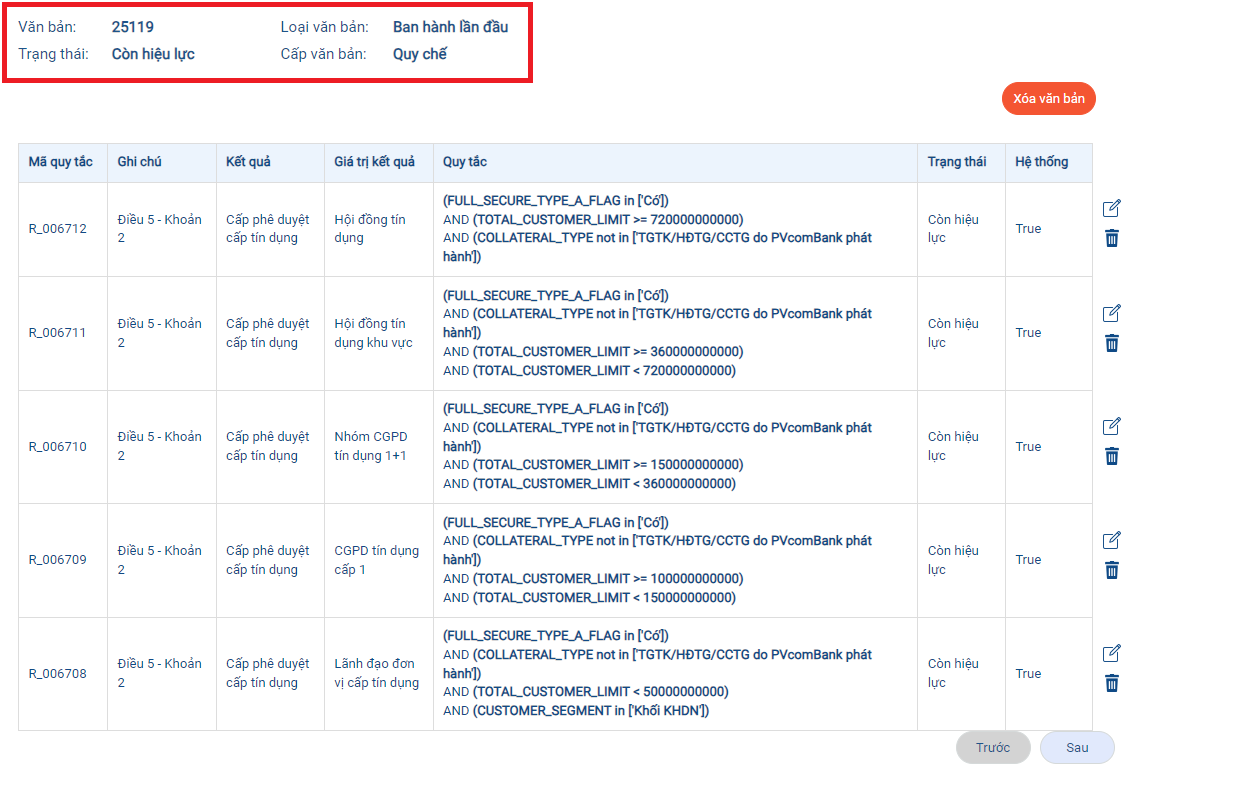 Văn bản: 25119 Loại văn bản: Ban hành lần đầu
Trạng thái: Còn hiệu lực Cấp văn bản: Quy chế
Xóa văn bản
Mã quy tắc Ghi chú Kết quả Giá trị kết quả Quy tắc Trạng thái Hệ thống
R_006712
Điều 5 - Khoản
2
Cấp phê duyệt
cấp tín dụng
Hội đồng tín
dụng
(FULL_SECURE_TYPE_A_FLAG in ['Có'])
AND (TOTAL_CUSTOMER_LIMIT >= 720000000000)
AND (COLLATERAL_TYPE not in ['TGTK/HĐTG/CCTG do PVcomBank phát
hành'])
Còn hiệu
lực
True
R_006711
Điều 5 - Khoản
2
Cấp phê duyệt
cấp tín dụng
Hội đồng tín
dụng khu vực
(FULL_SECURE_TYPE_A_FLAG in ['Có'])
AND (COLLATERAL_TYPE not in ['TGTK/HĐTG/CCTG do PVcomBank phát
hành'])
AND (TOTAL_CUSTOMER_LIMIT >= 360000000000)
AND (TOTAL_CUSTOMER_LIMIT < 720000000000)
Còn hiệu
lực
True
R_006710
Điều 5 - Khoản
2
Cấp phê duyệt
cấp tín dụng
Nhóm CGPD
tín dụng 1+1
(FULL_SECURE_TYPE_A_FLAG in ['Có'])
AND (COLLATERAL_TYPE not in ['TGTK/HĐTG/CCTG do PVcomBank phát
hành'])
AND (TOTAL_CUSTOMER_LIMIT >= 150000000000)
AND (TOTAL_CUSTOMER_LIMIT < 360000000000)
Còn hiệu
lực
True
R_006709
Điều 5 - Khoản
2
Cấp phê duyệt
cấp tín dụng
CGPD tín dụng
cấp 1
(FULL_SECURE_TYPE_A_FLAG in ['Có'])
AND (COLLATERAL_TYPE not in ['TGTK/HĐTG/CCTG do PVcomBank phát
hành'])
AND (TOTAL_CUSTOMER_LIMIT >= 100000000000)
AND (TOTAL_CUSTOMER_LIMIT < 150000000000)
Còn hiệu
lực
True
R_006708
Điều 5 - Khoản
2
Cấp phê duyệt
cấp tín dụng
Lãnh đạo đơn
vị cấp tín dụng
(FULL_SECURE_TYPE_A_FLAG in ['Có'])
AND (COLLATERAL_TYPE not in ['TGTK/HĐTG/CCTG do PVcomBank phát
hành'])
AND (TOTAL_CUSTOMER_LIMIT < 50000000000)
AND (CUSTOMER_SEGMENT in ['Khối KHDN'])
Còn hiệu
lực
True
Trước Sau